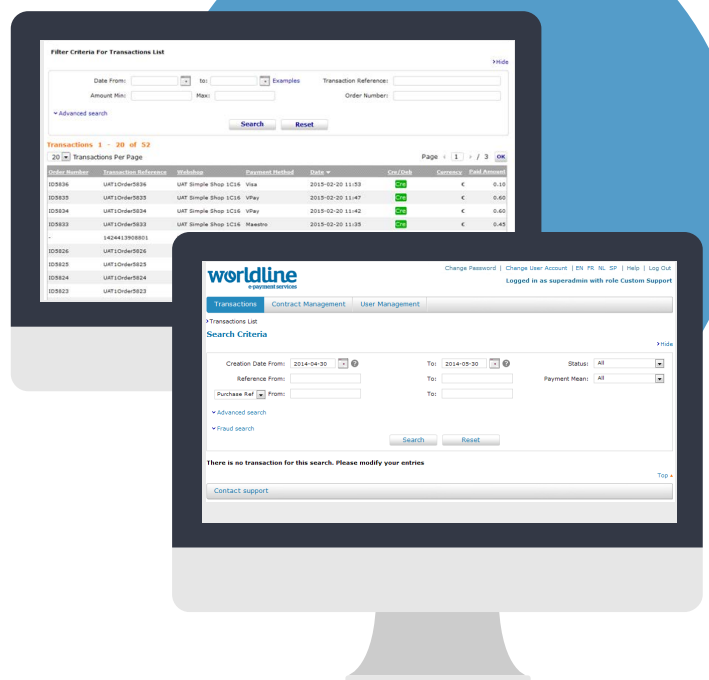 Filter Criteria For Transactions List
Hide
Date From: to: Examples Transaction Reference:
Amount Min: Max: Order Number:
Advanced search
Search Reset
Transactions 1 - 20 of 52
20 Transactions Per Page Page 1 / 3 OK
Order Number Transaction Reference Webshop Payment Method Date Cre/Deb Currency Paid Amount
ID5836 UAT1Order5836 UAT Simple Shop 1C16 Visa 2015-02-20 11:53 Cre € 0.10
ID5835 UAT1Order5835 UAT Simple Shop 1C16 VPay 2015-02-20 11:47 Cre € 0.60
ID5834 UAT1Order5834 UAT Simple Shop 1C16 VPay 2015-02-20 11:42 Cre € 0.60
ID5833 UAT1Order5833 UAT Simple Shop 1C16 Maestro 2015-02-20 11:35 Cre € 0.45
- 1424413908801
ID5826 UAT1Order5826
ID5825 UAT1Order5825
ID5824 UAT1Order5824
ID5823 UAT1Order5823
worldline
e-payment services
Change Password | Change User Account | EN FR NL SP | Help | Log Out
Logged in as superadmin with role Custom Support
Transactions Contract Management User Management
Transactions List
Search Criteria
Hide
Creation Date From: 2014-04-30 To: 2014-05-30 Status: All
Reference From: To: Payment Mean: All
Purchase Ref From: To:
Advanced search
Fraud search
Search Reset
There is no transaction for this search. Please modify your entries
Top
Contact support